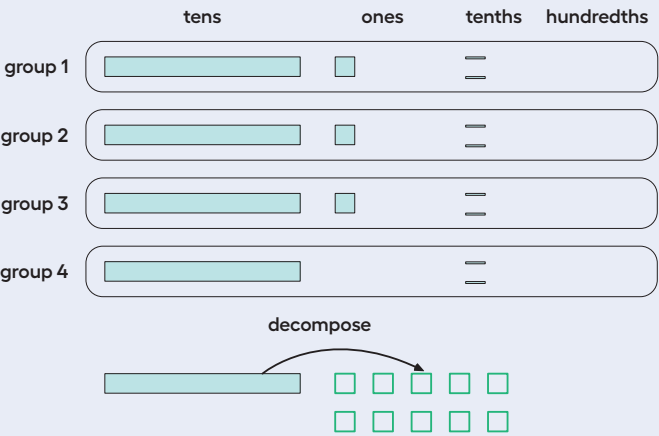 tens ones tenths hundredths
group 1
group 2
group 3
group 4
decompose